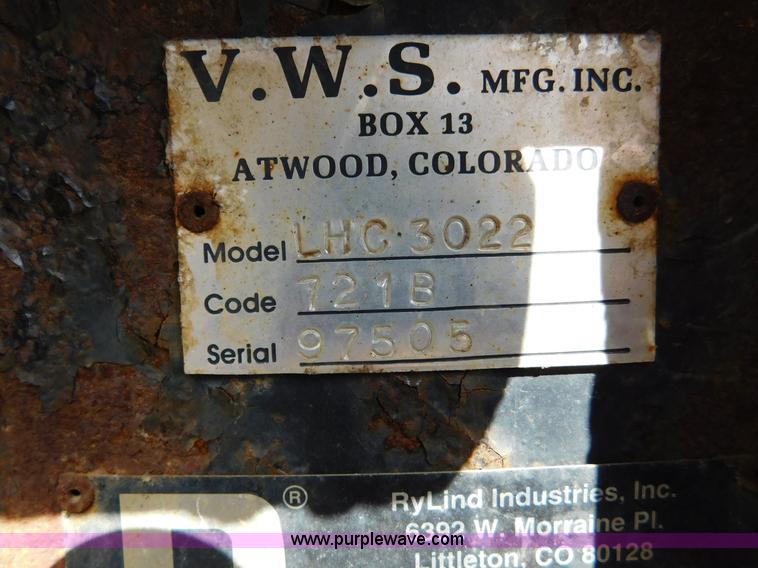 V.W.S. MFG. INC.
BOX 13
ATWOOD, COLORADO
Model LHC 3022
Code 721B
Serial 97505
®
RyLind Industries, Inc.
6392 W. Morraine Pl.
www.purplewave.com
Littleton, CO 80128